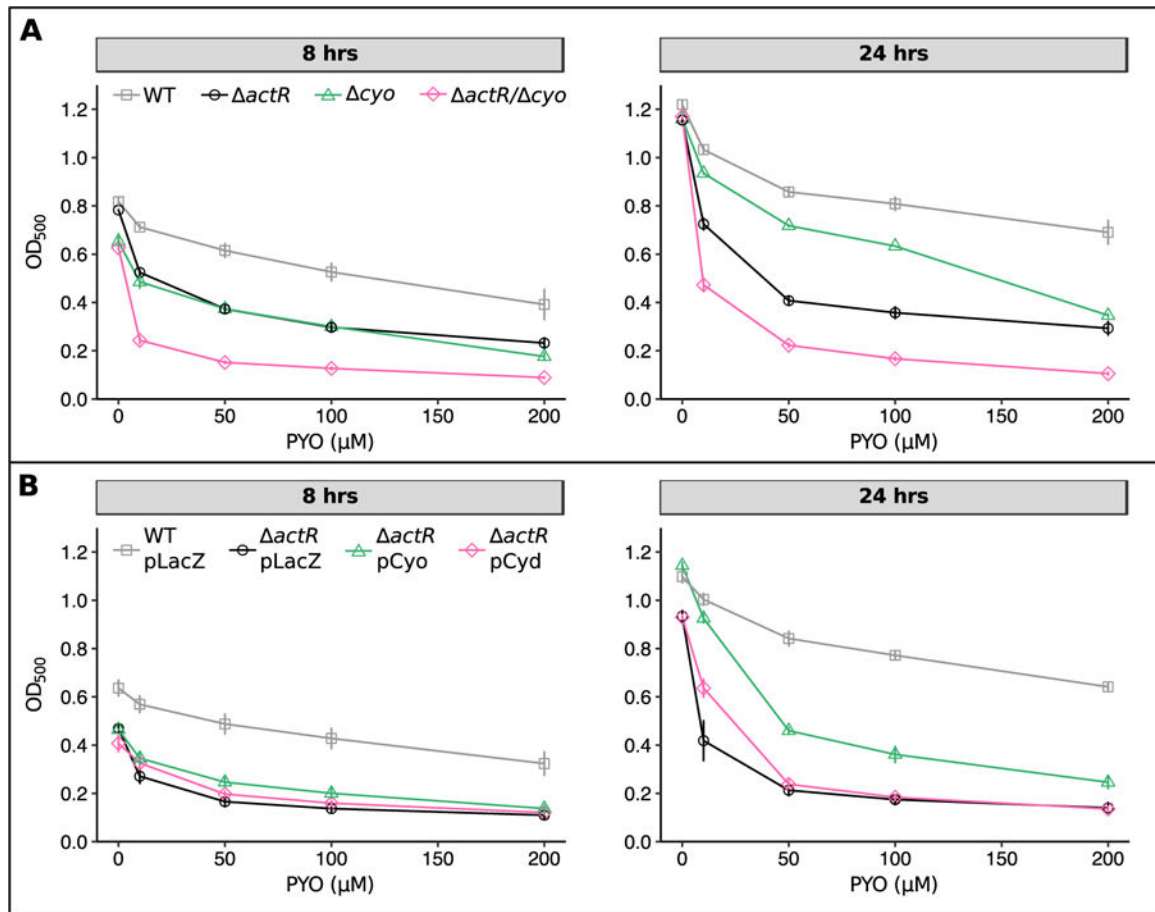 A
8 hrs
24 hrs
WT ΔactR Δcyo ΔactR/Δcyo
OD500
1.2
1.0
0.8
0.6
0.4
0.2
0.0
0 50 100 150 200
PYO (μM)
1.2
1.0
0.8
0.6
0.4
0.2
0.0
0 50 100 150 200
PYO (μM)
B
8 hrs
24 hrs
WT ΔactR ΔactR ΔactR
pLacZ pLacZ pCyo pCyd
OD500
1.2
1.0
0.8
0.6
0.4
0.2
0.0
0 50 100 150 200
PYO (μM)
1.2
1.0
0.8
0.6
0.4
0.2
0.0
0 50 100 150 200
PYO (μM)